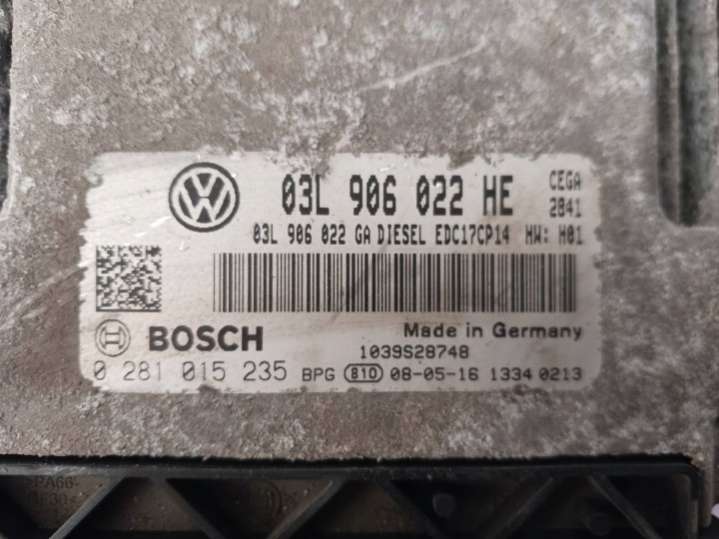 03L 906 022 HE CEGA
2841
03L 906 022 GA DIESEL EDC17CP14 HW: H01
BOSCH Made in Germany
1039S28748
0 281 015 235 BPG 810 08-05-16 1334 0213
PA66-